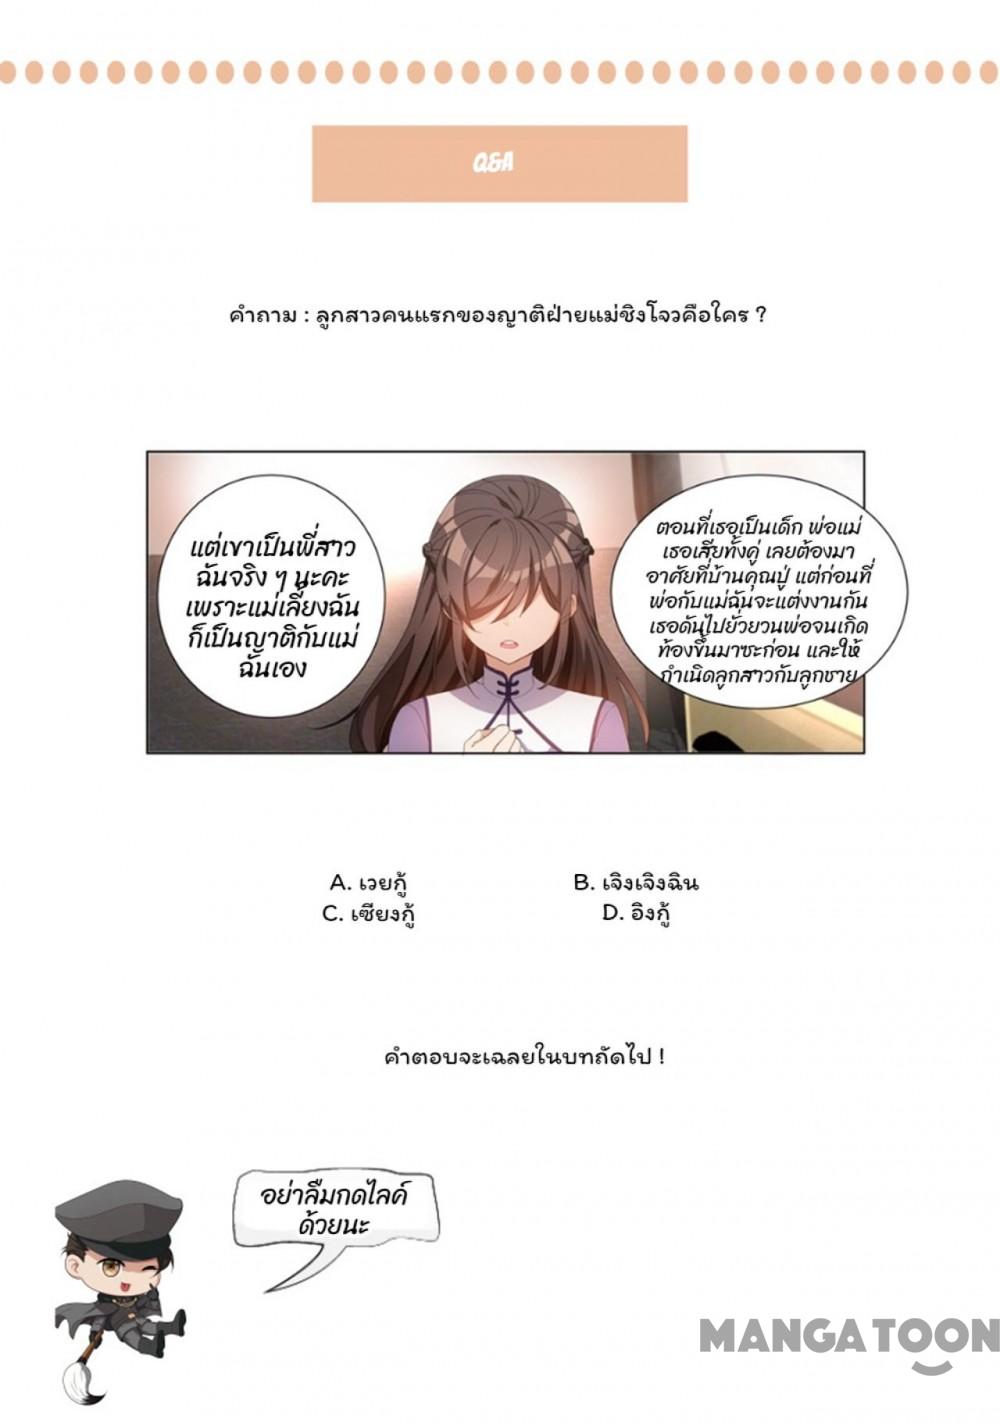 Q&A
คำถาม : ลูกสาวคนแรกของญาติฝ่ายแม่ชิงโจวคือใคร ?
แต่เขาเป็นพี่สาว
ฉันจริง ๆ นะคะ
เพราะแม่เลี้ยงฉัน
ก็เป็นญาติกับแม่
ฉันเอง
ตอนที่เธอเป็นเด็ก พ่อแม่
เธอเสียทั้งคู่ เลยต้องมา
อาศัยที่บ้านคุณปู่ แต่ก่อนที่
พ่อกับแม่ฉันจะแต่งงานกัน
เธอดันไปยั่วยวนพ่อจนเกิด
ท้องขึ้นมาซะก่อน และให้
กำเนิดลูกสาวกับลูกชาย
A. เวยกู้
B. เจิงเจิงฉิน
C. เซียงกู้
D. อิงกู้
คำตอบจะเฉลยในบทถัดไป !
อย่าลืมกดไลค์
ด้วยนะ
MANGATOON